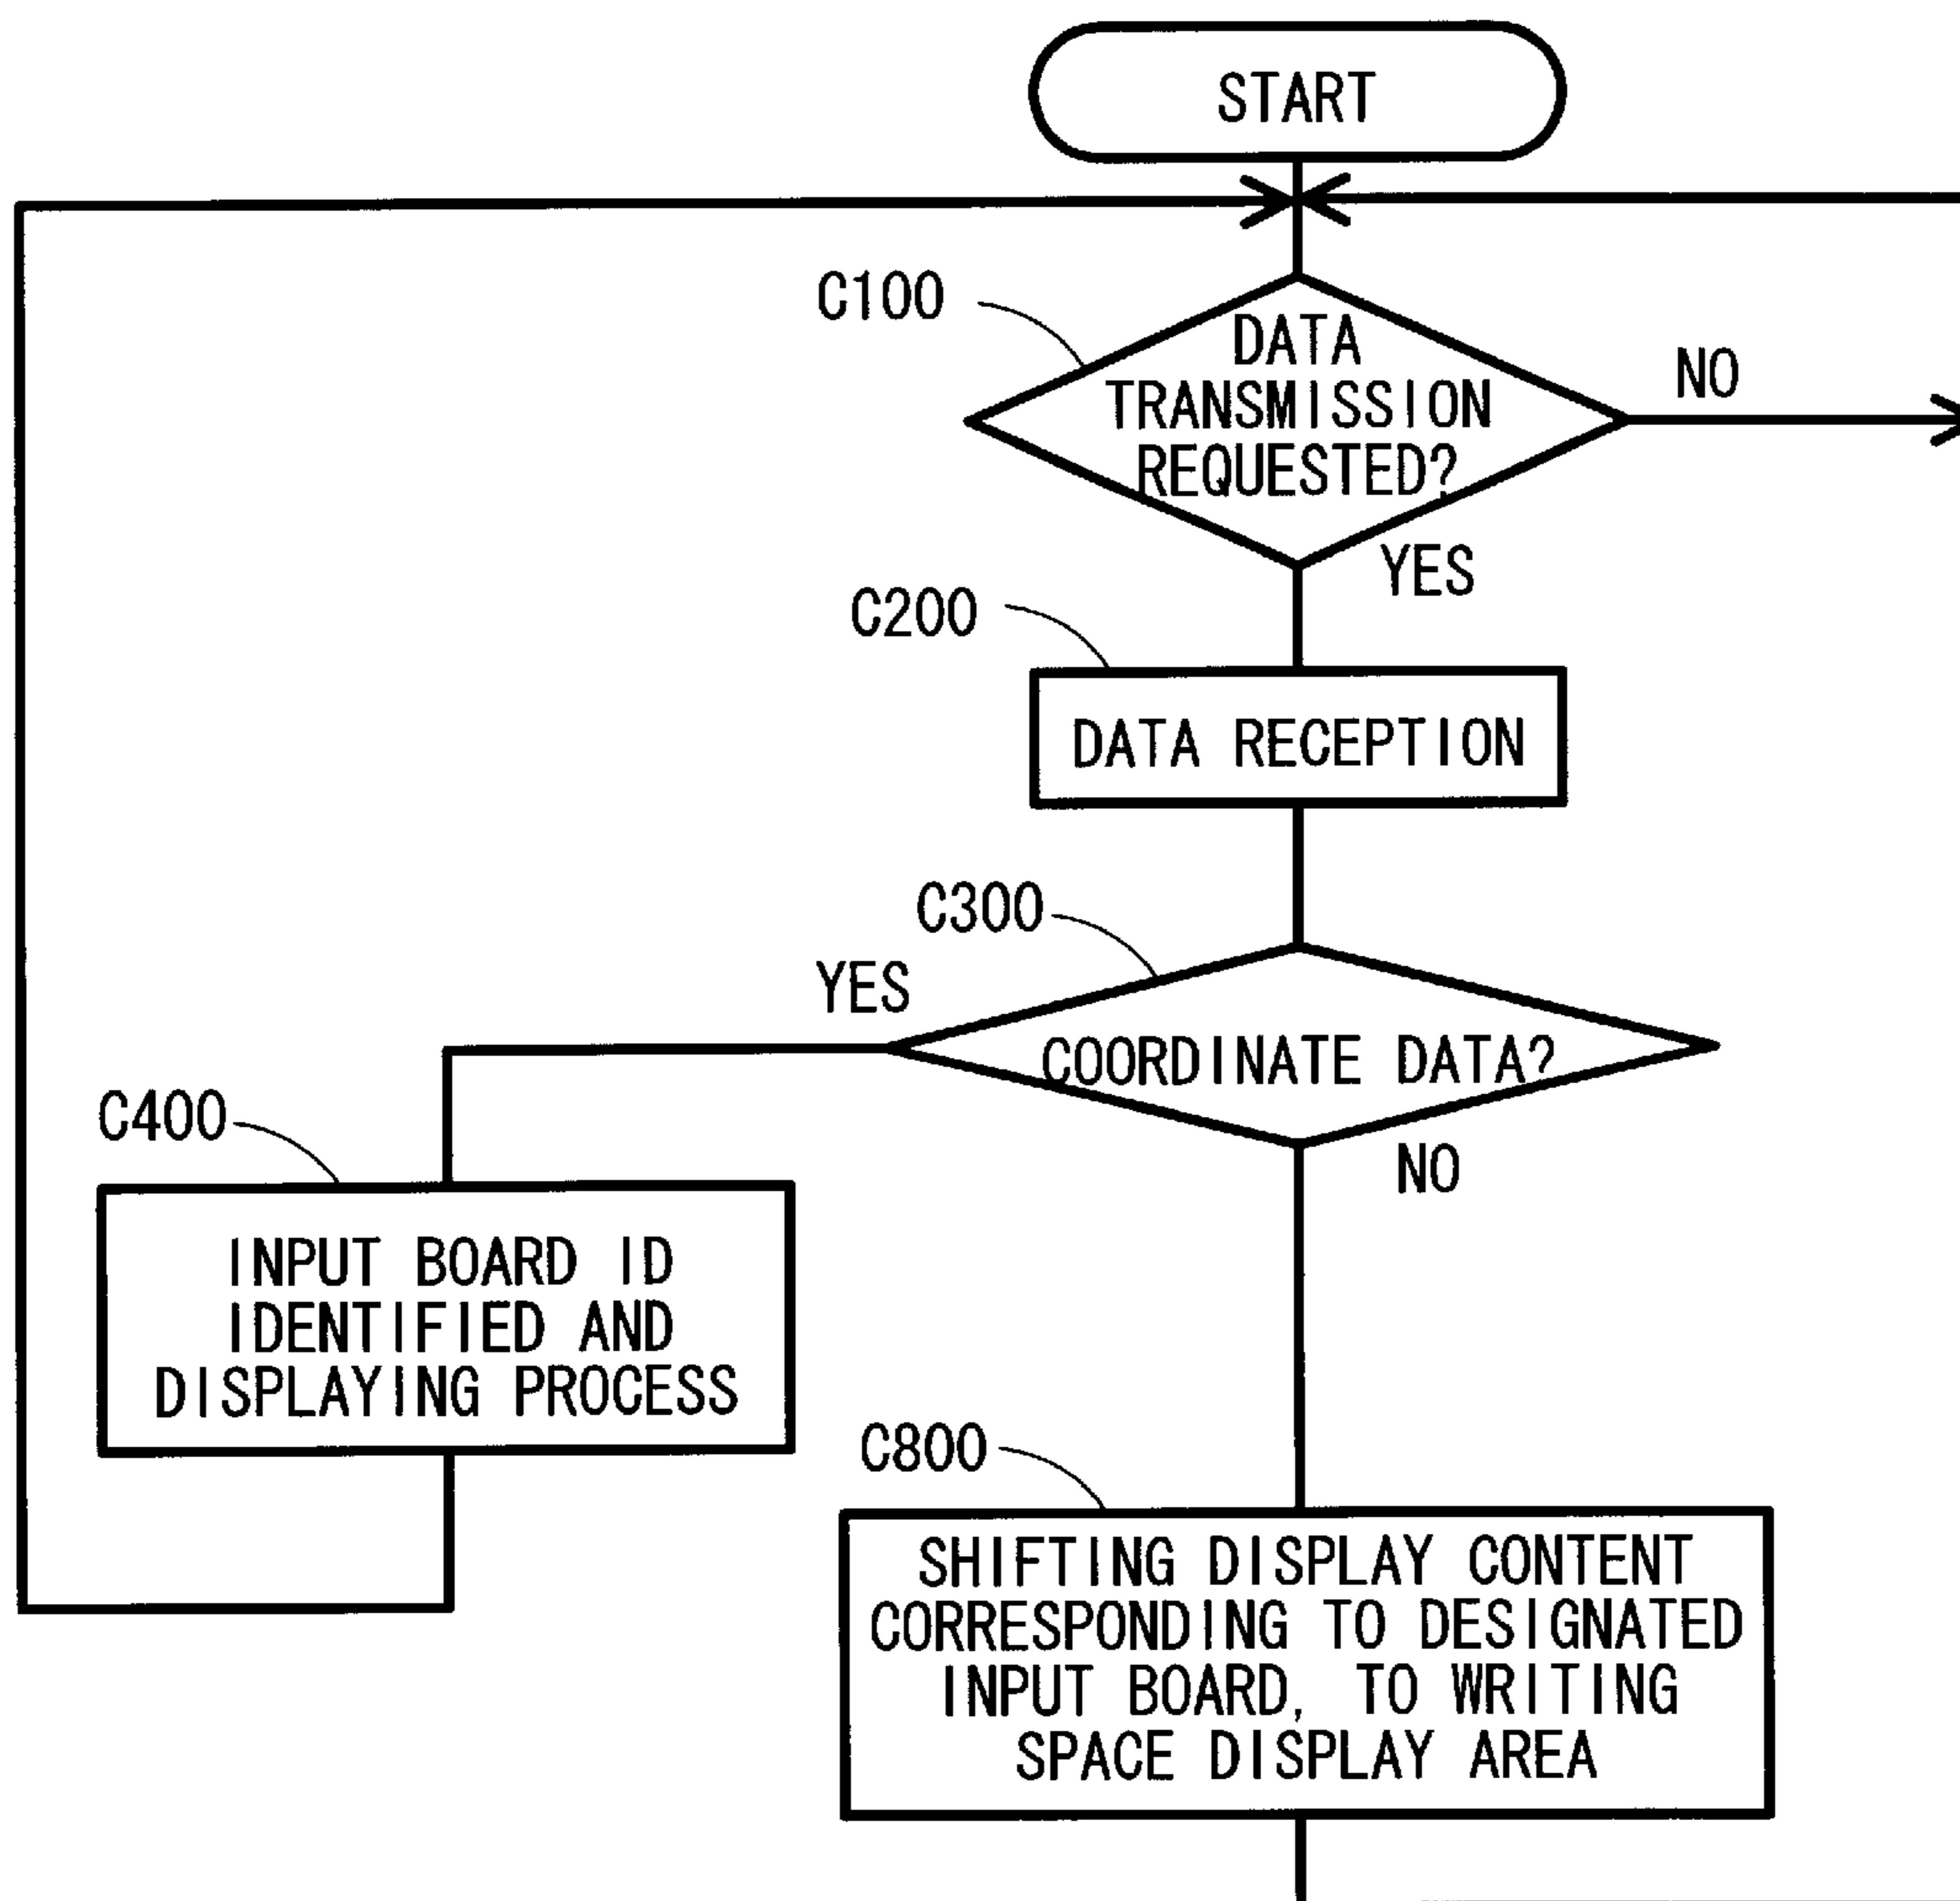 START
C100
DATA
TRANSMISSION
REQUESTED?
NO
YES
C200
DATA RECEPTION
C300
YES
COORDINATE DATA?
NO
C400
INPUT BOARD ID
IDENTIFIED AND
DISPLAYING PROCESS
C800
SHIFTING DISPLAY CONTENT
CORRESPONDING TO DESIGNATED
INPUT BOARD, TO WRITING
SPACE DISPLAY AREA